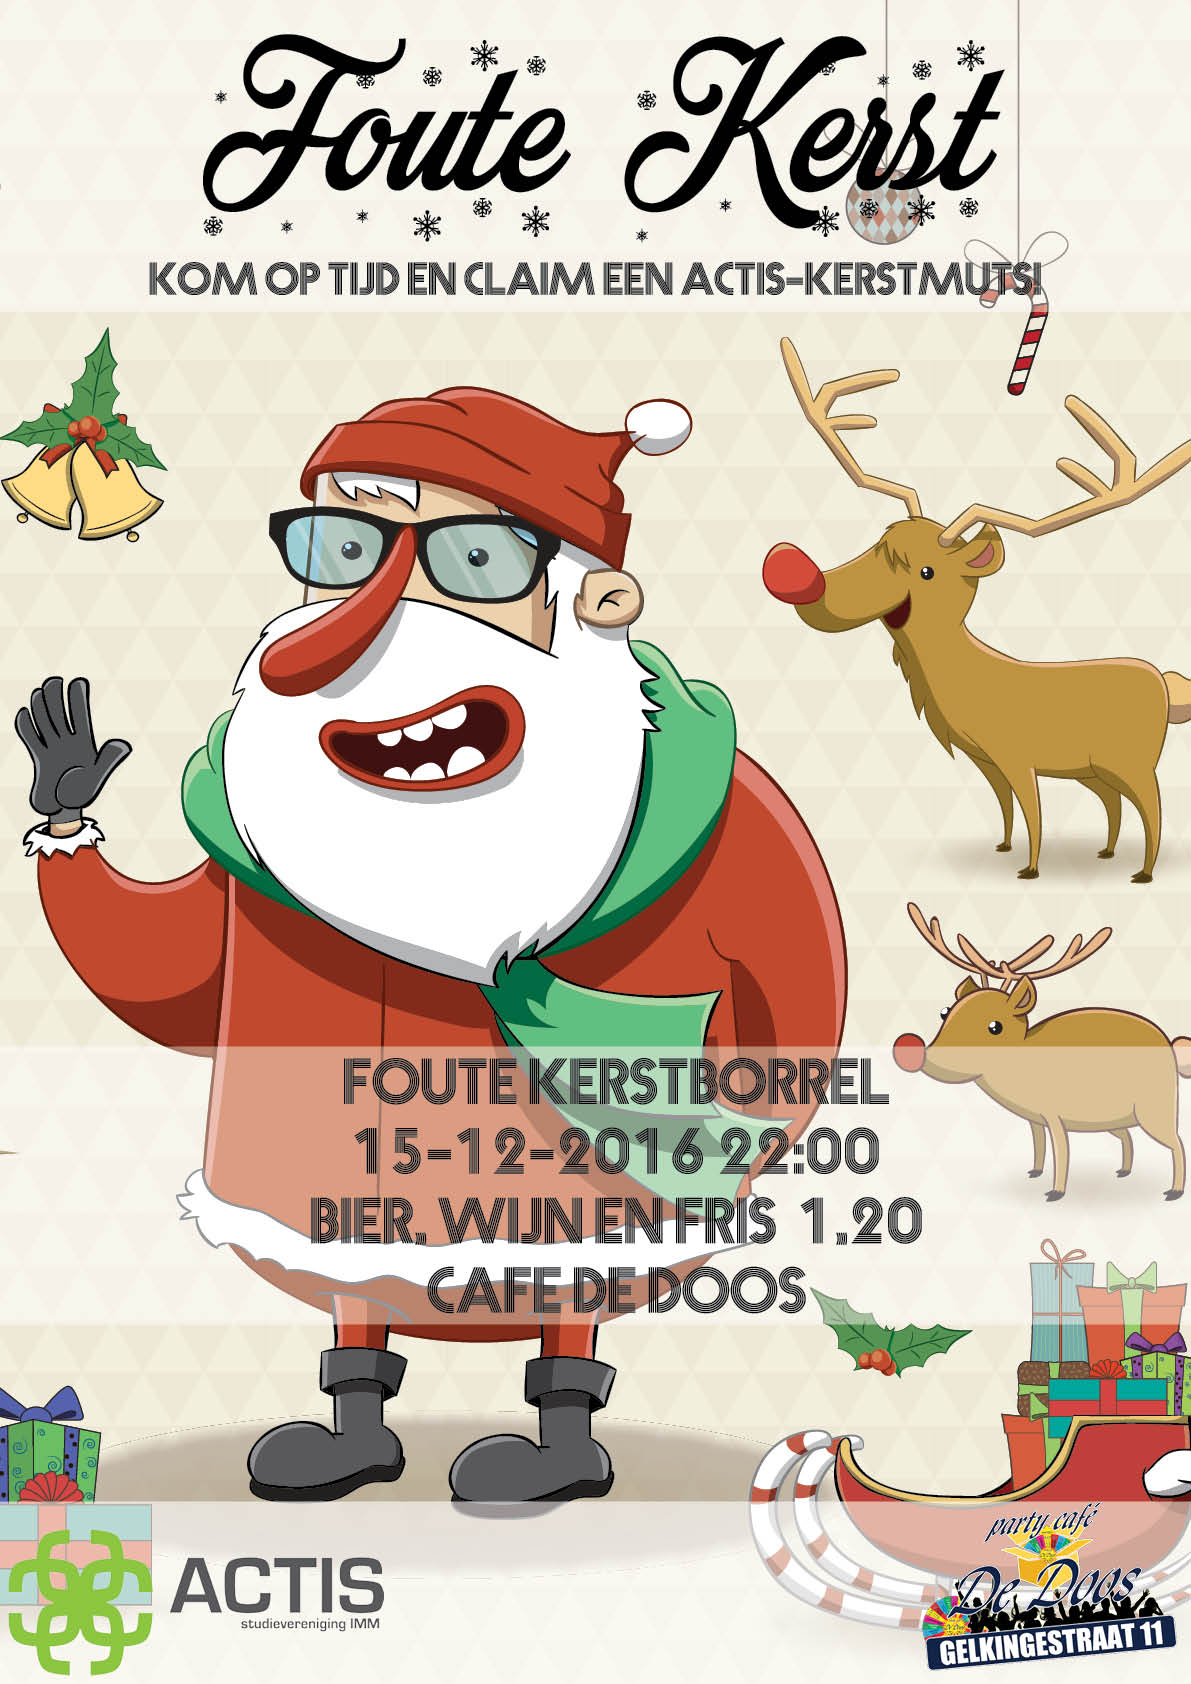 Foute Kerst
KOM OP TIJD EN CLAIM EEN ACTIS-KERSTMUTS!
FOUTE KERSTBORREL
15-12-2016 22:00
BIER, WIJN EN FRIS 1,20
CAFE DE DOOS
ACTIS
studievereniging IMM
party café
De Doos
GELKINGESTRAAT 11